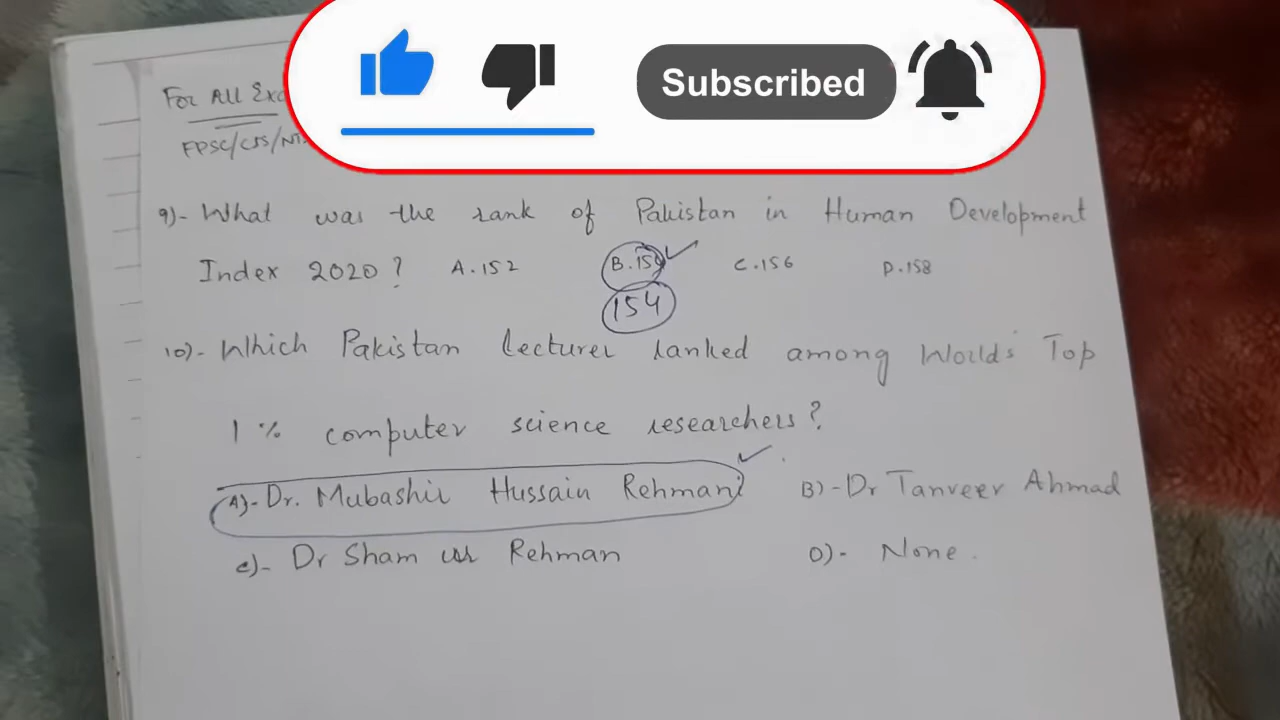 Subscribed
For All Exa
FPSC/CSS/NTS
9)- What was the rank of Pakistan in Human Development
Index 2020? A.152 B.154 C.156 D.158
154
10)- Which Pakistan lecturer ranked among World's Top
1% computer science researchers?
A)- Dr. Mubashir Hussain Rehmani B)- Dr Tanveer Ahmad
C)- Dr Sham ur Rehman D)- None.